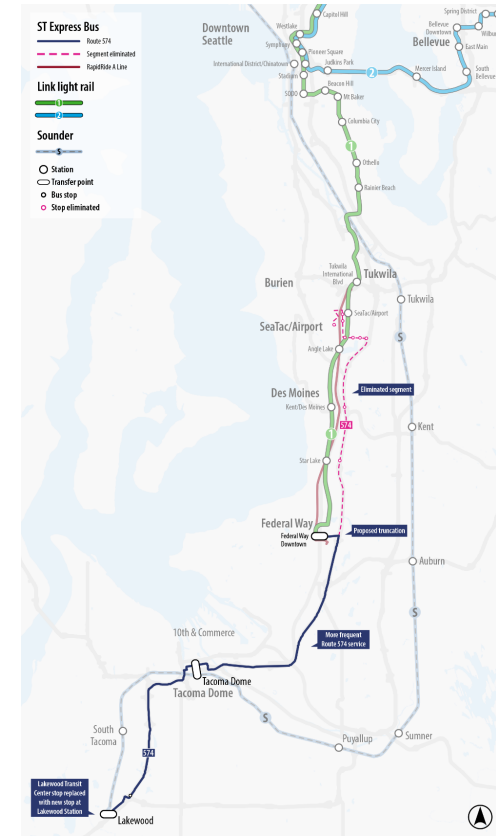 ST Express Bus
Route 574
Segment eliminated
RapidRide A Line
Link light rail
1
2
Sounder
S
Station
Transfer point
Bus stop
Stop eliminated
Downtown
Seattle
Westlake
Capitol Hill
Symphony
Pioneer Square
International District/Chinatown
Judkins Park
Stadium
SODO
Beacon Hill
Mt Baker
Columbia City
1
Othello
Rainier Beach
2
Mercer Island
Spring District
Bellevue
Downtown
Wilbu
Bellevue
East Main
South
Bellevue
Tukwila
International
Blvd
Tukwila
Burien
Tukwila
SeaTac/Airport
SeaTac/Airport
S
Angle Lake
Des Moines
Eliminated segment
Kent/Des Moines
574
1
Kent
Star Lake
Federal Way
Federal Way
Downtown
Proposed truncation
Auburn
S
10th & Commerce
More frequent
Route 574 service
Tacoma Dome
Tacoma Dome
S
South
Tacoma
Puyallup
Sumner
574
Lakewood Transit
Center stop replaced
with new stop at
Lakewood Station
Lakewood